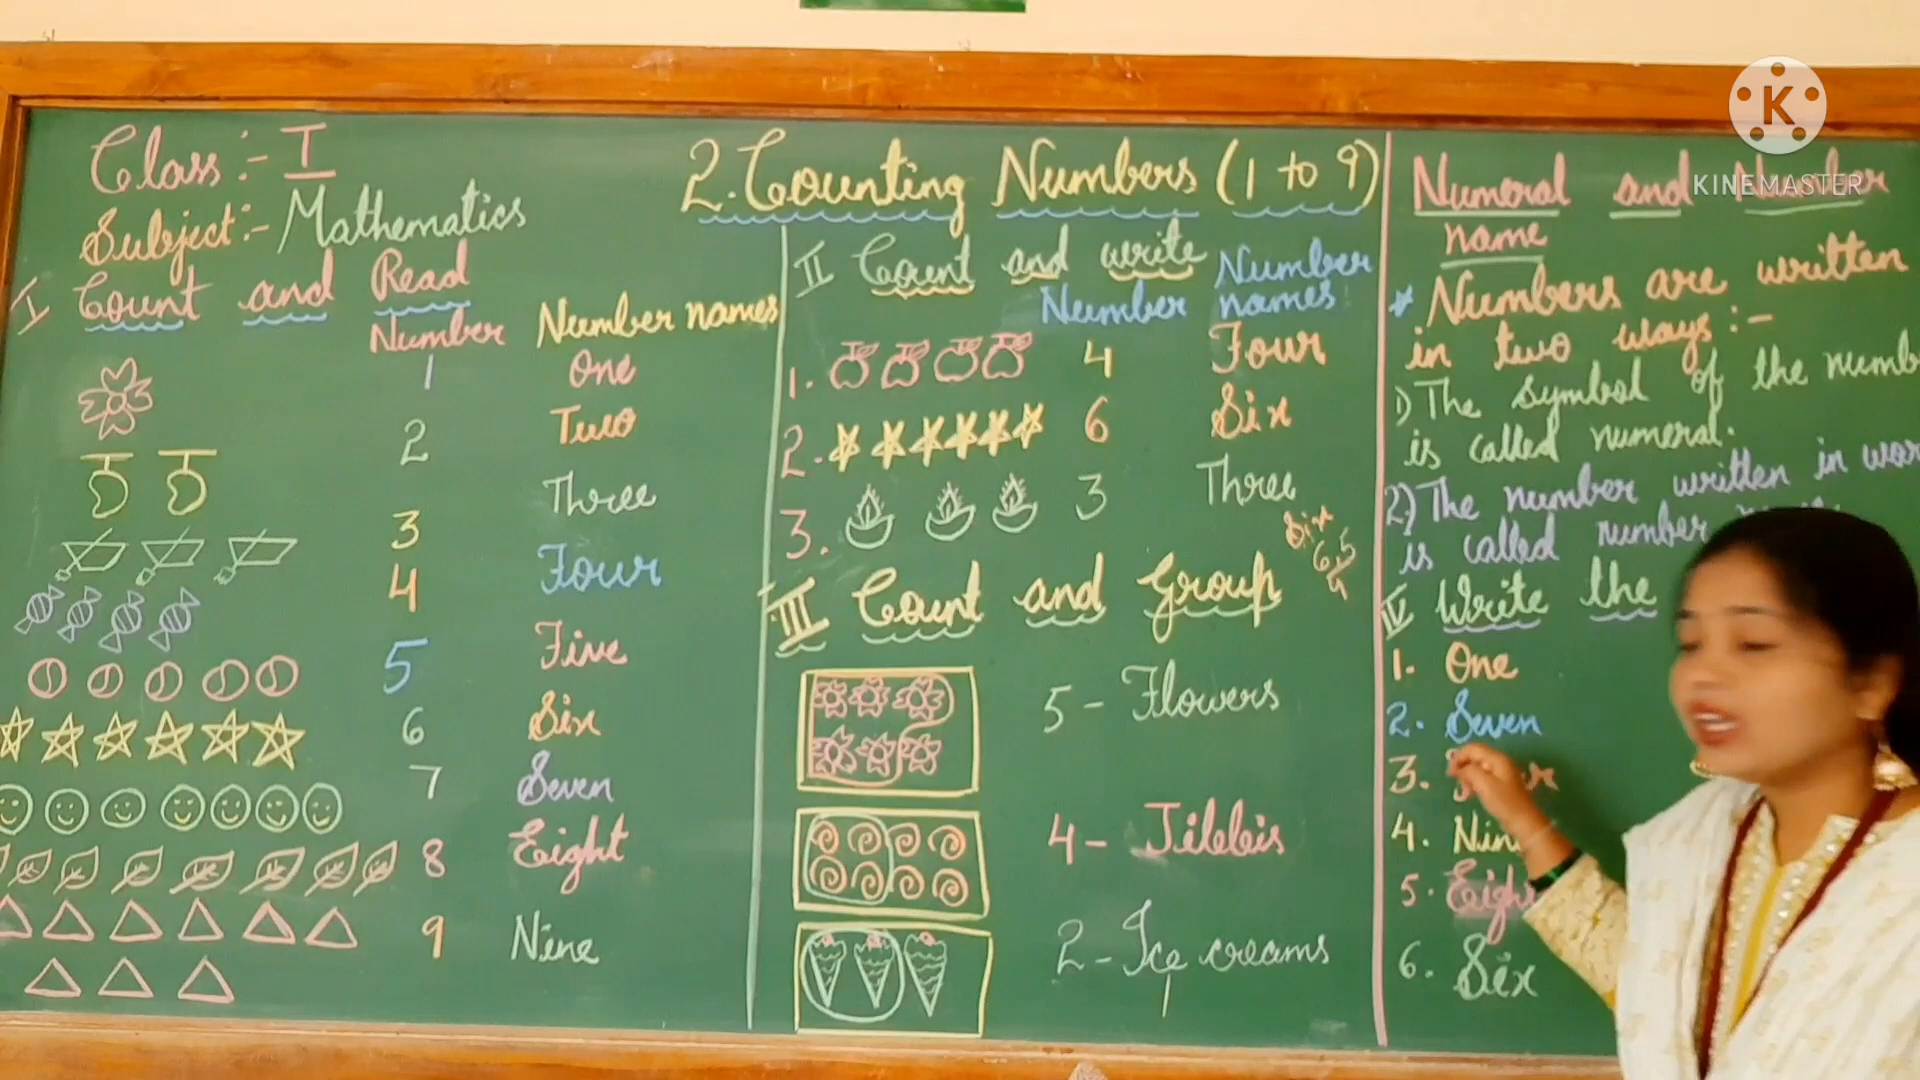 Class:- I
Subject:- Mathematics
2. Counting Numbers (1 to 9)
I Count and Read
Number Number names
1 One
2 Two
3 Three
4 Four
5 Five
6 Six
7 Seven
8 Eight
9 Nine
II Count and write
Number Number names
1. 4 Four
2. 6 Six
3. 3 Three
Six
6 5
4
III Count and Group
5 - Flowers
4 - Jilebis
2 - Ice creams
Numeral and
name
* Numbers are written
in two ways :-
1) The symbol of the numb
is called numeral.
2) The number written in wor
is called number
IV Write the
1. One
2. Seven
3.
4. Nin
5. Eigh
6. Six
K
KINEMASTER